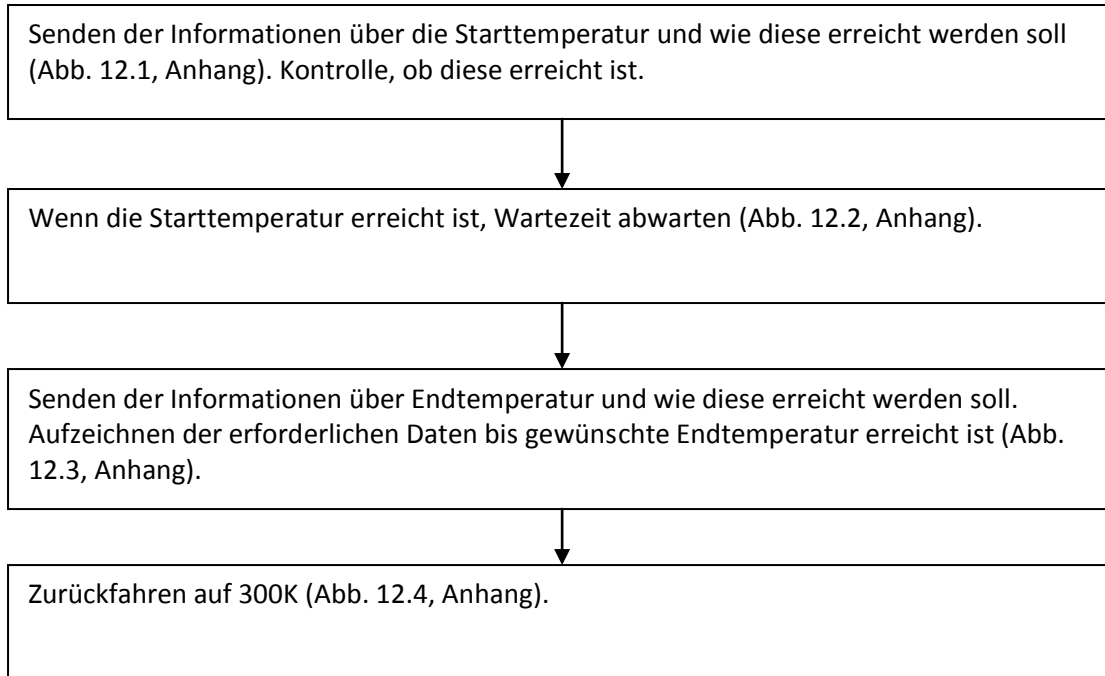 Senden der Informationen über die Starttemperatur und wie diese erreicht werden soll
(Abb. 12.1, Anhang). Kontrolle, ob diese erreicht ist.
Wenn die Starttemperatur erreicht ist, Wartezeit abwarten (Abb. 12.2, Anhang).
Senden der Informationen über Endtemperatur und wie diese erreicht werden soll.
Aufzeichnen der erforderlichen Daten bis gewünschte Endtemperatur erreicht ist (Abb.
12.3, Anhang).
Zurückfahren auf 300K (Abb. 12.4, Anhang).